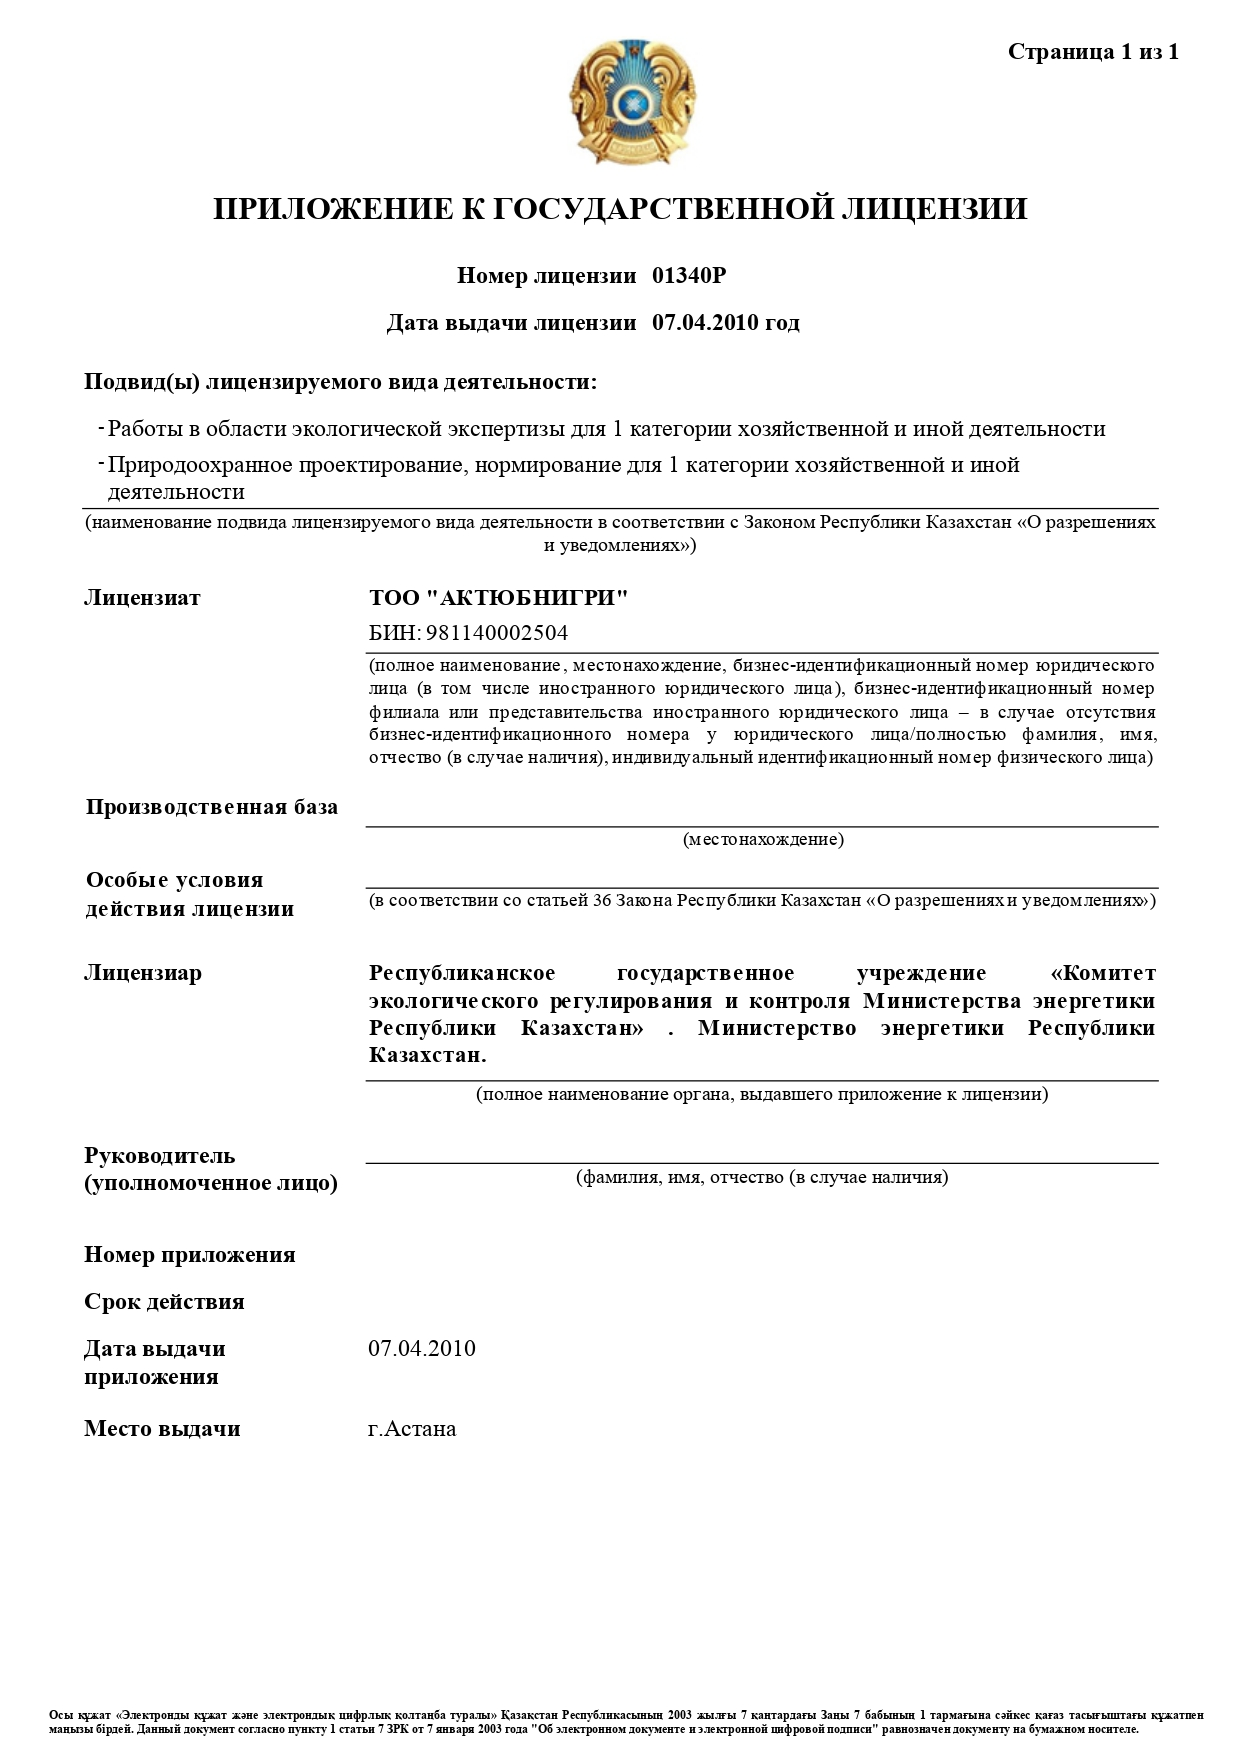 Страница 1 из 1
ПРИЛОЖЕНИЕ К ГОСУДАРСТВЕННОЙ ЛИЦЕНЗИИ
Номер лицензии 01340Р
Дата выдачи лицензии 07.04.2010 год
Подвид(ы) лицензируемого вида деятельности:
- Работы в области экологической экспертизы для 1 категории хозяйственной и иной деятельности
- Природоохранное проектирование, нормирование для 1 категории хозяйственной и иной
деятельности
(наименование подвида лицензируемого вида деятельности в соответствии с Законом Республики Казахстан «О разрешениях
и уведомлениях»)
Лицензиат ТОО "АКТЮБНИГРИ"
БИН: 981140002504
(полное наименование, местонахождение, бизнес-идентификационный номер юридического
лица (в том числе иностранного юридического лица), бизнес-идентификационный номер
филиала или представительства иностранного юридического лица – в случае отсутствия
бизнес-идентификационного номера у юридического лица/полностью фамилия, имя,
отчество (в случае наличия), индивидуальный идентификационный номер физического лица)
Производственная база
(местонахождение)
Особые условия
действия лицензии (в соответствии со статьей 36 Закона Республики Казахстан «О разрешениях и уведомлениях»)
Лицензиар Республиканское государственное учреждение «Комитет
экологического регулирования и контроля Министерства энергетики
Республики Казахстан» . Министерство энергетики Республики
Казахстан.
(полное наименование органа, выдавшего приложение к лицензии)
Руководитель
(уполномоченное лицо) (фамилия, имя, отчество (в случае наличия)
Номер приложения
Срок действия
Дата выдачи 07.04.2010
приложения
Место выдачи г.Астана
Осы құжат «Электронды құжат және электрондық цифрлық қолтаңба туралы» Қазақстан Республикасының 2003 жылғы 7 қаңтардағы Заңы 7 бабының 1 тармағына сәйкес қағаз тасығыштағы құжатпен
маңызы бірдей. Данный документ согласно пункту 1 статьи 7 ЗРК от 7 января 2003 года "Об электронном документе и электронной цифровой подписи" равнозначен документу на бумажном носителе.